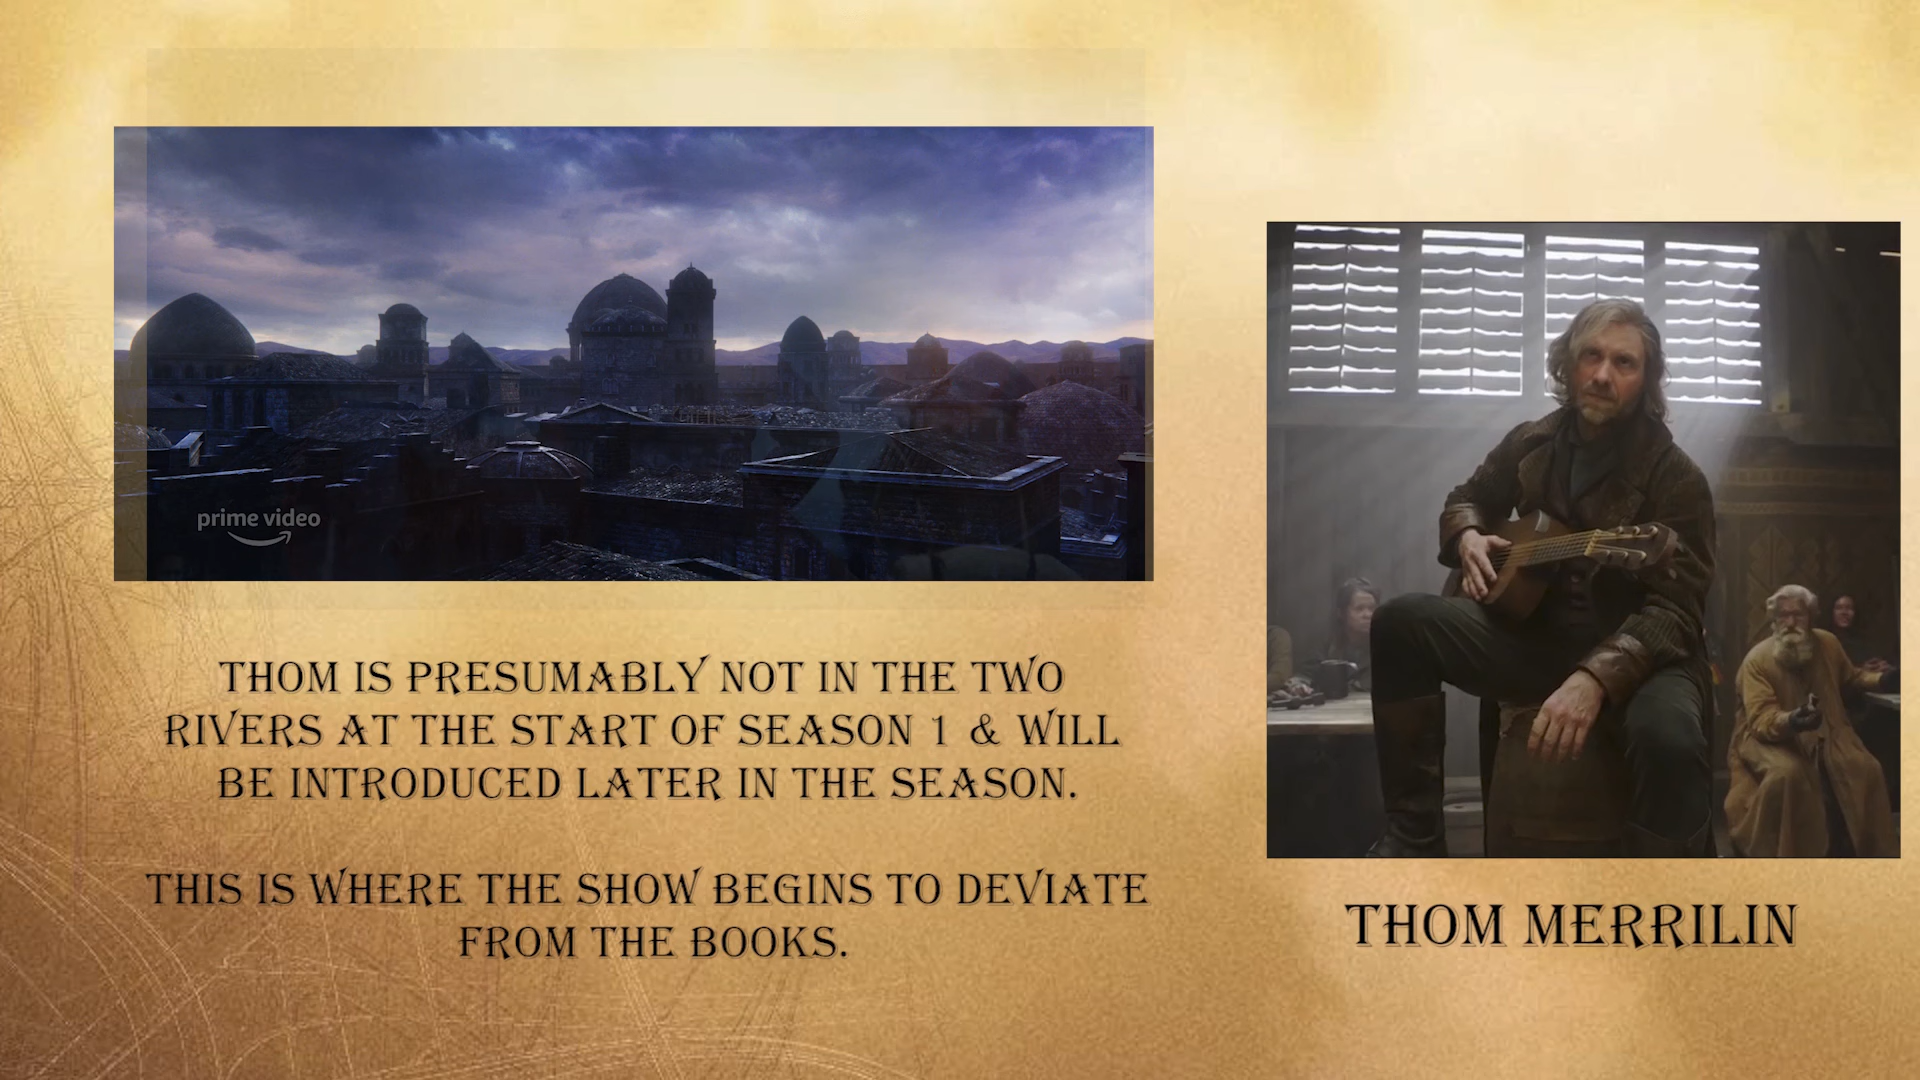 prime video
THOM IS PRESUMABLY NOT IN THE TWO
RIVERS AT THE START OF SEASON 1 & WILL
BE INTRODUCED LATER IN THE SEASON.
THIS IS WHERE THE SHOW BEGINS TO DEVIATE
FROM THE BOOKS.
THOM MERRILIN